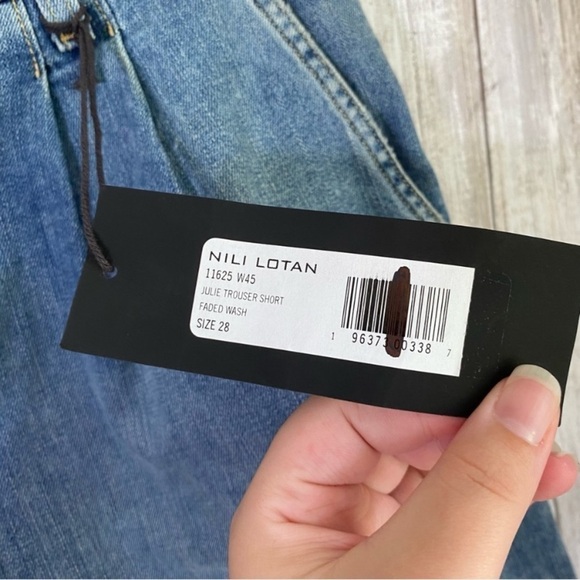 NILI LOTAN
11625 W45
JULIE TROUSER SHORT
FADED WASH
SIZE 28
1 96373 00338 7